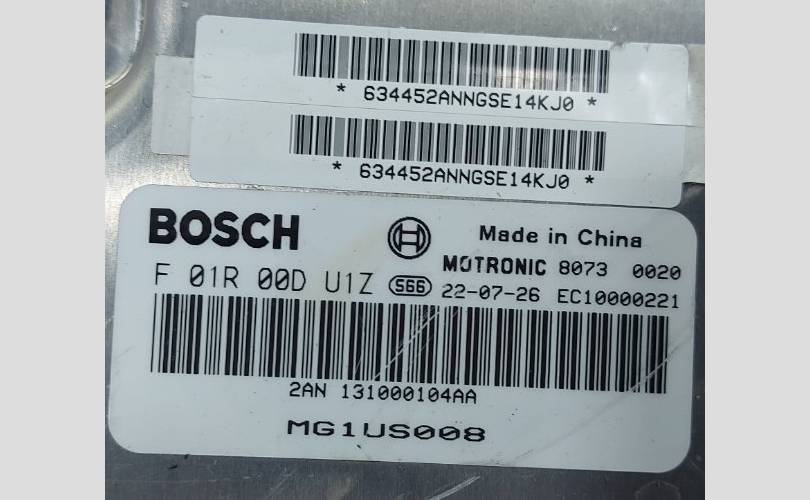 * 634452ANNGSE14KJ0 *
* 634452ANNGSE14KJ0 *
BOSCH Made in China
MOTRONIC 8073 0020
F 01R 00D U1Z 566 22-07-26 EC10000221
2AN 131000104AA
MG1US008